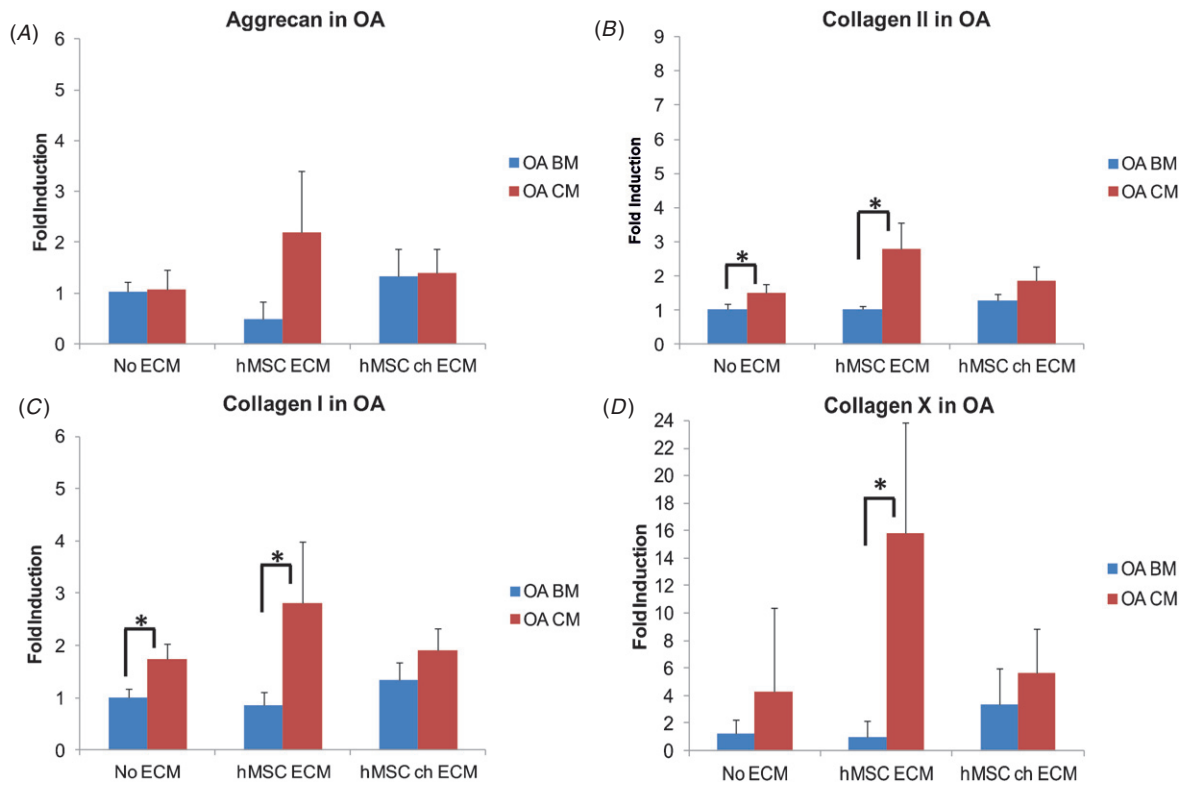 (A)
Aggrecan in OA
6
5
4
3
2
1
0
Fold Induction
No ECM
hMSC ECM
hMSC ch ECM
OA BM
OA CM
(B)
Collagen II in OA
9
8
7
6
5
4
3
2
1
0
Fold Induction
*
*
No ECM
hMSC ECM
hMSC ch ECM
OA BM
OA CM
(C)
Collagen I in OA
6
5
4
3
2
1
0
Fold Induction
*
*
No ECM
hMSC ECM
hMSC ch ECM
OA BM
OA CM
(D)
Collagen X in OA
24
22
20
18
16
14
12
10
8
6
4
2
0
Fold Induction
*
No ECM
hMSC ECM
hMSC ch ECM
OA BM
OA CM